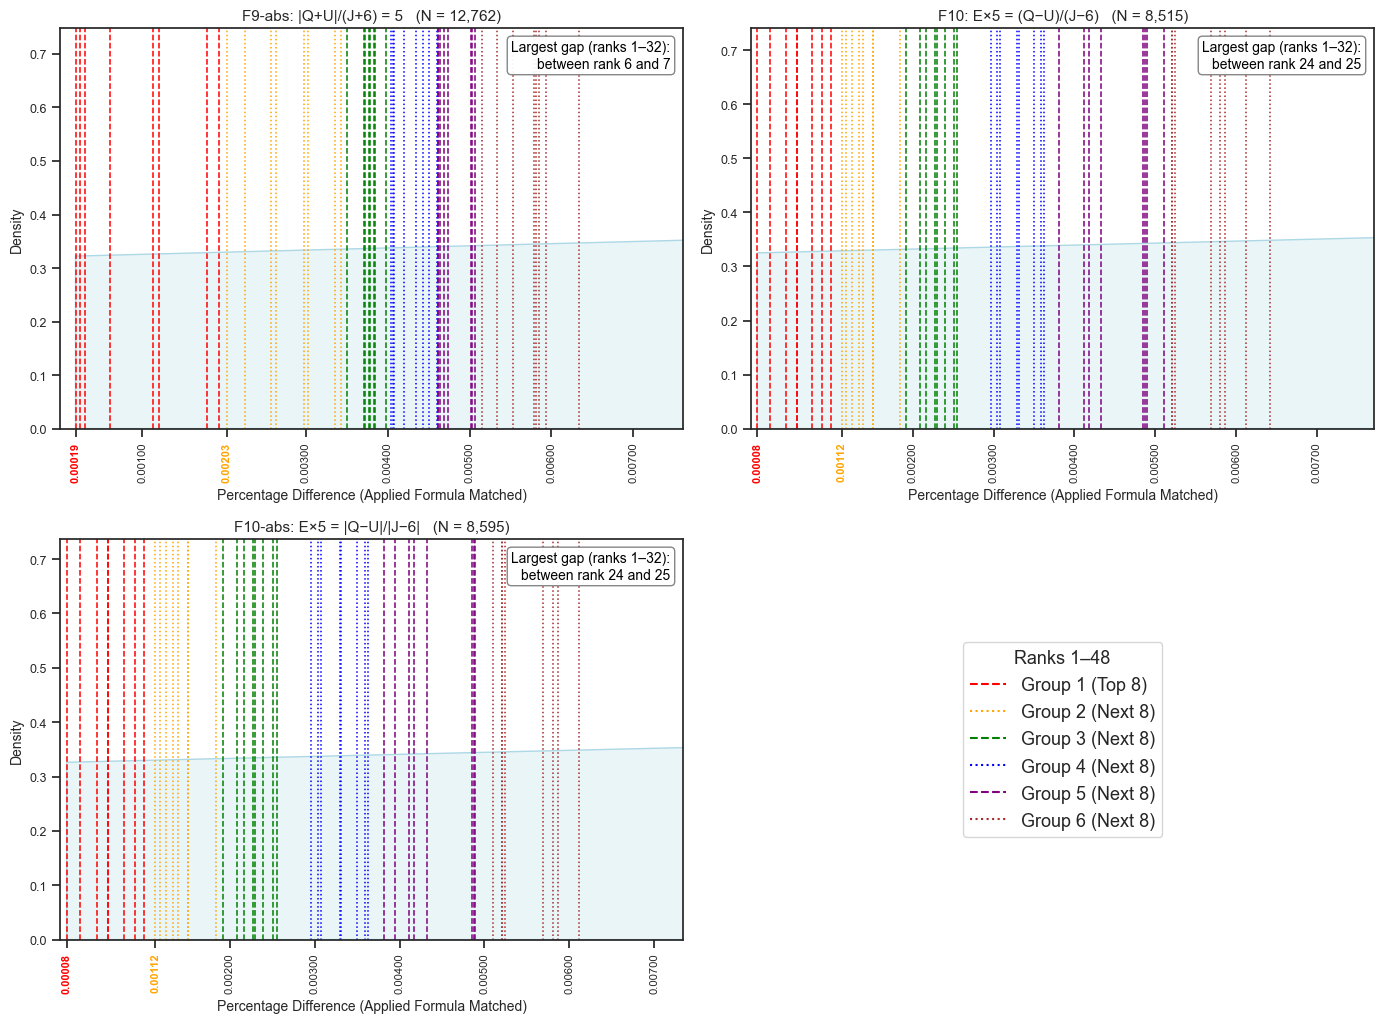 F9-abs: |Q+U|/(J+6) = 5   (N = 12,762)
Largest gap (ranks 1–32):
between rank 6 and 7
Density
0.7
0.6
0.5
0.4
0.3
0.2
0.1
0.0
0.00019
0.00100
0.00203
0.00300
0.00400
0.00500
0.00600
0.00700
Percentage Difference (Applied Formula Matched)
F10: E×5 = (Q−U)/(J−6)   (N = 8,515)
Largest gap (ranks 1–32):
between rank 24 and 25
Density
0.7
0.6
0.5
0.4
0.3
0.2
0.1
0.0
0.00008
0.00112
0.00200
0.00300
0.00400
0.00500
0.00600
0.00700
Percentage Difference (Applied Formula Matched)
F10-abs: E×5 = |Q−U|/|J−6|   (N = 8,595)
Largest gap (ranks 1–32):
between rank 24 and 25
Density
0.7
0.6
0.5
0.4
0.3
0.2
0.1
0.0
0.00008
0.00112
0.00200
0.00300
0.00400
0.00500
0.00600
0.00700
Percentage Difference (Applied Formula Matched)
Ranks 1–48
Group 1 (Top 8)
Group 2 (Next 8)
Group 3 (Next 8)
Group 4 (Next 8)
Group 5 (Next 8)
Group 6 (Next 8)